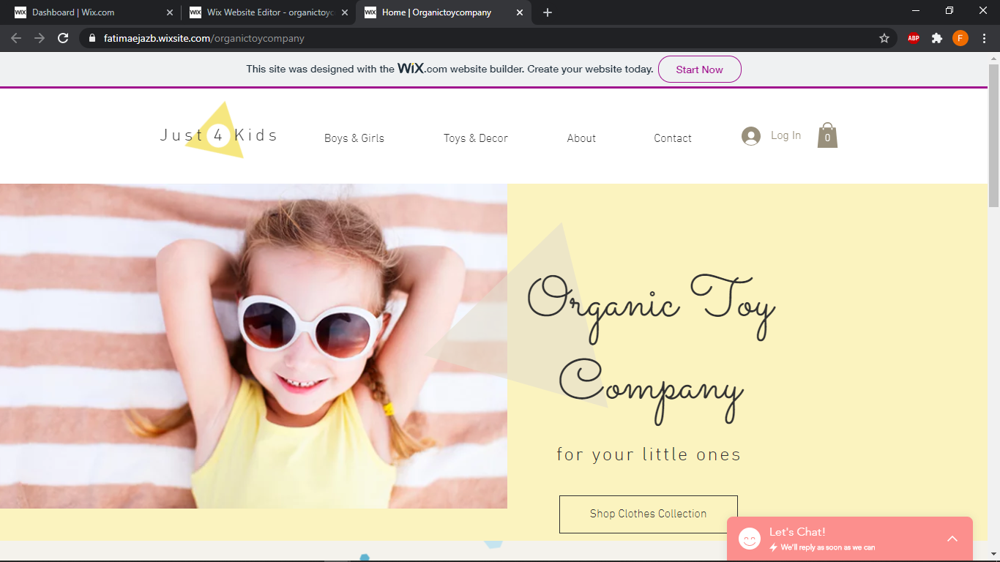 WiX Dashboard | Wix.com
WiX Wix Website Editor - organictoyc
WiX Home | Organictoycompany
fatimaejazb.wixsite.com/organictoycompany
ABP
F
This site was designed with the WiX.com website builder. Create your website today.
Start Now
Just 4 Kids
Boys & Girls
Toys & Decor
About
Contact
Log In
0
Organic Toy
Company
for your little ones
Shop Clothes Collection
Let's Chat!
We'll reply as soon as we can